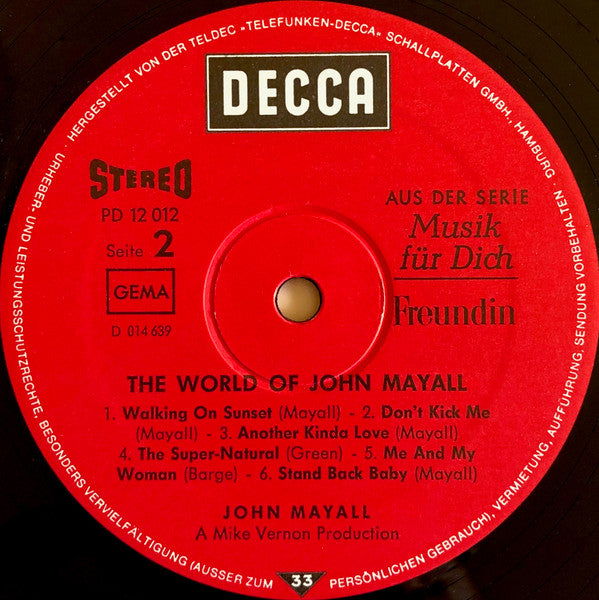 HERGESTELLT VON DER TELDEC »TELEFUNKEN-DECCA« SCHALLPLATTEN GMBH., HAMBURG
URHEBER- UND LEISTUNGSSCHUTZRECHTE, BESONDERS VERVIELFÄLTIGUNG (AUSSER ZUM PERSÖNLICHEN GEBRAUCH), VERMIETUNG, AUFFÜHRUNG, SENDUNG VORBEHALTEN ·
DECCA
STEREO
PD 12 012
Seite 2
GEMA
D 014 639
AUS DER SERIE
Musik
für Dich
Freundin
THE WORLD OF JOHN MAYALL
1. Walking On Sunset (Mayall) - 2. Don't Kick Me
(Mayall) - 3. Another Kinda Love (Mayall)
4. The Super-Natural (Green) - 5. Me And My
Woman (Barge) - 6. Stand Back Baby (Mayall)
JOHN MAYALL
A Mike Vernon Production
33